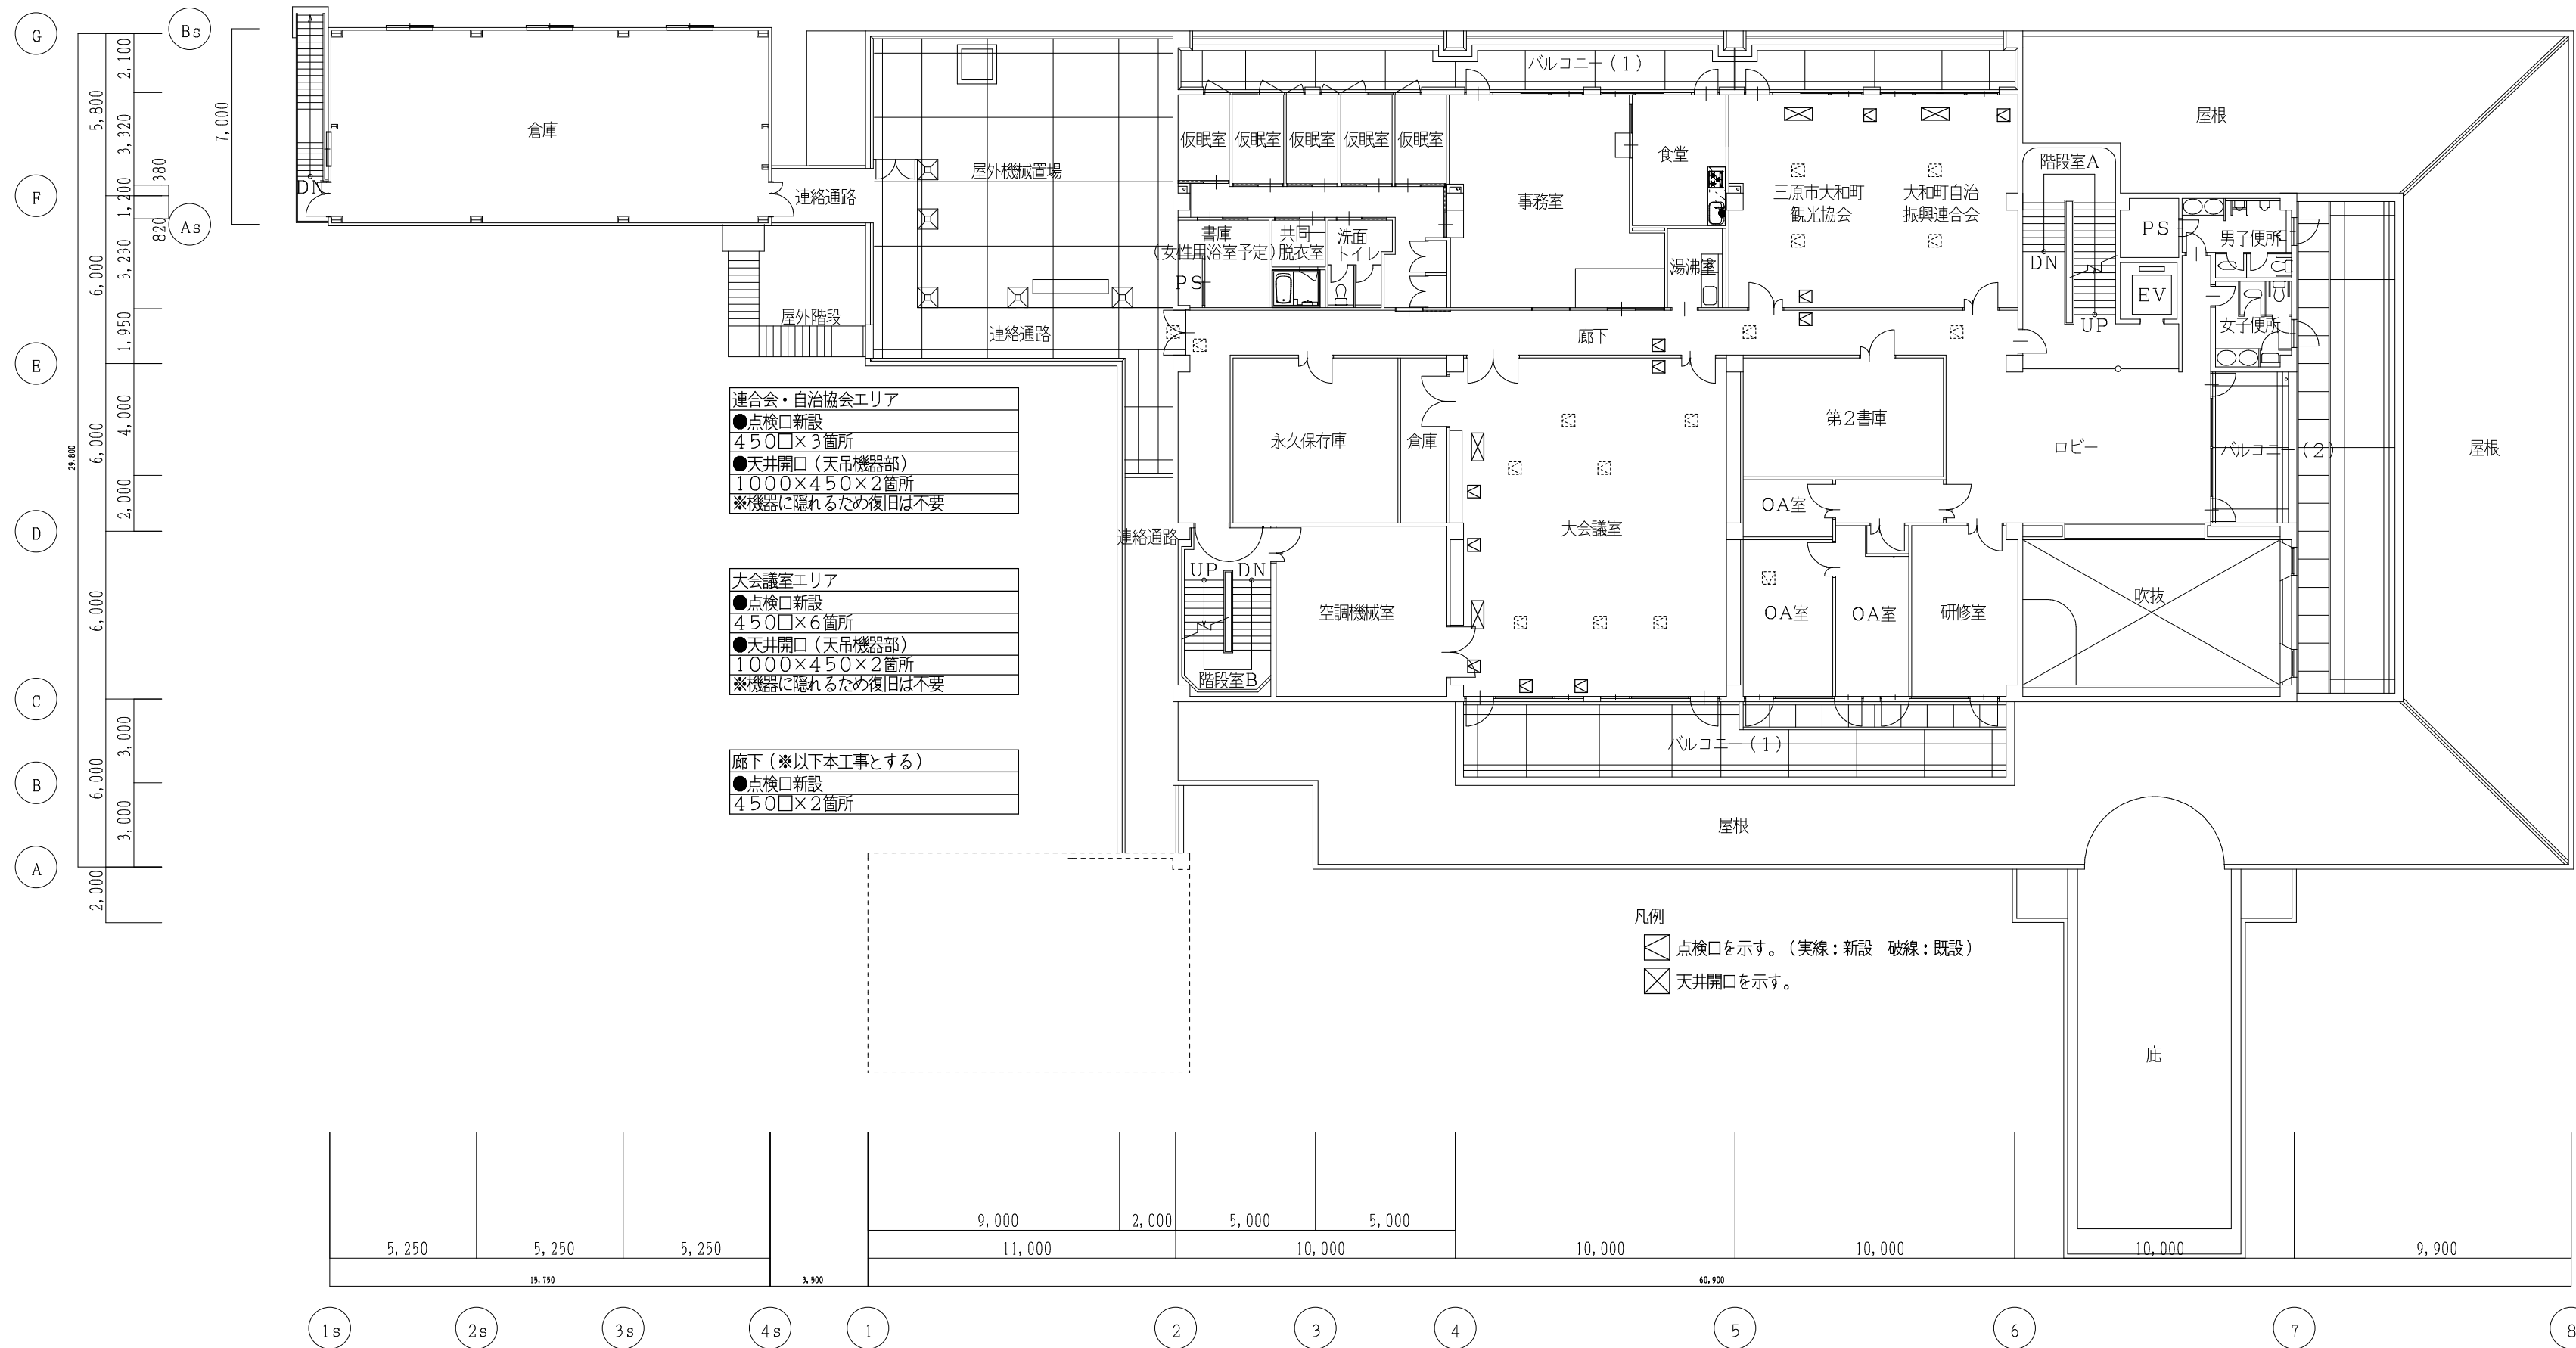 G
F
E
D
C
B
A
Bs
As
2,100
5,800
3,320
380
1,200
820
7,000
6,000
3,230
1,950
4,000
6,000
29,800
2,000
6,000
3,000
6,000
3,000
2,000
倉庫
DN
連絡通路
屋外機械置場
屋外階段
連絡通路
連絡通路
バルコニー（１）
仮眠室
仮眠室
仮眠室
仮眠室
仮眠室
事務室
食堂
三原市大和町
観光協会
大和町自治
振興連合会
書庫
（女性用浴室予定）
共同
脱衣室
洗面
トイレ
PS
湯沸室
廊下
階段室A
DN
UP
PS
EV
男子便所
女子便所
屋根
屋根
永久保存庫
倉庫
大会議室
第２書庫
OA室
OA室
OA室
研修室
ロビー
バルコニー（２）
吹抜
UP
DN
階段室B
空調機械室
バルコニー（１）
屋根
庇
連合会・自治協会エリア
●点検口新設
４５０□×３箇所
●天井開口（天吊機器部）
１０００×４５０×２箇所
※機器に隠れるため復旧は不要
大会議室エリア
●点検口新設
４５０□×６箇所
●天井開口（天吊機器部）
１０００×４５０×２箇所
※機器に隠れるため復旧は不要
廊下（※以下本工事とする）
●点検口新設
４５０□×２箇所
凡例
点検口を示す。（実線：新設　破線：既設）
天井開口を示す。
9,000
2,000
5,000
5,000
5,250
5,250
5,250
11,000
10,000
10,000
10,000
10,000
9,900
15,750
3,500
60,900
1s
2s
3s
4s
1
2
3
4
5
6
7
8